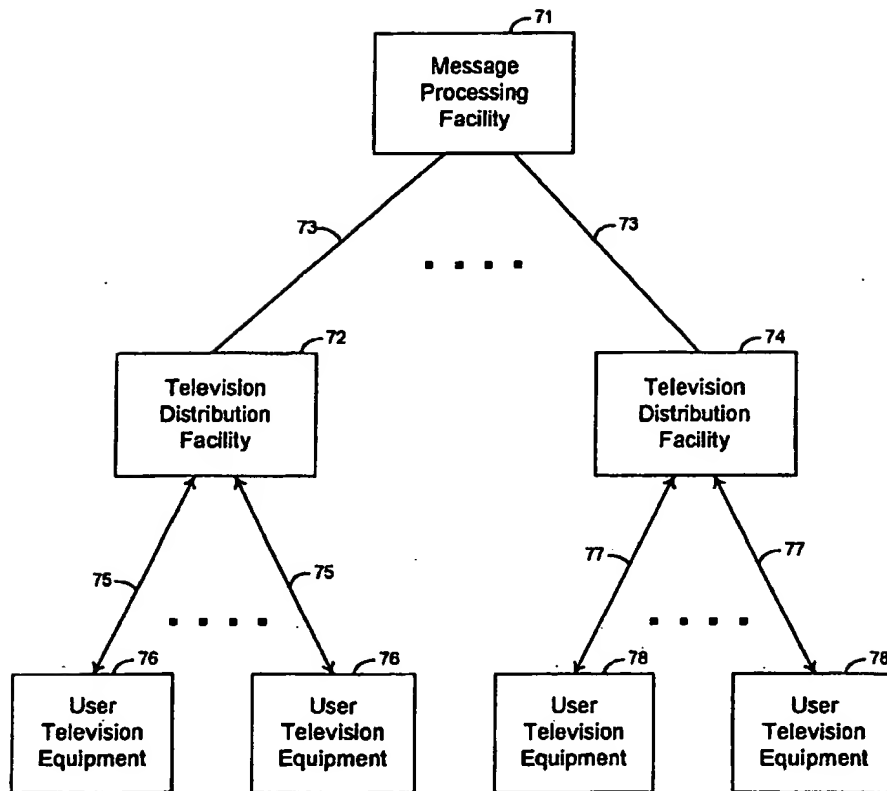 71
Message
Processing
Facility
73
73
72
74
Television
Distribution
Facility
Television
Distribution
Facility
75
75
77
77
76
76
78
78
User
Television
Equipment
User
Television
Equipment
User
Television
Equipment
User
Television
Equipment